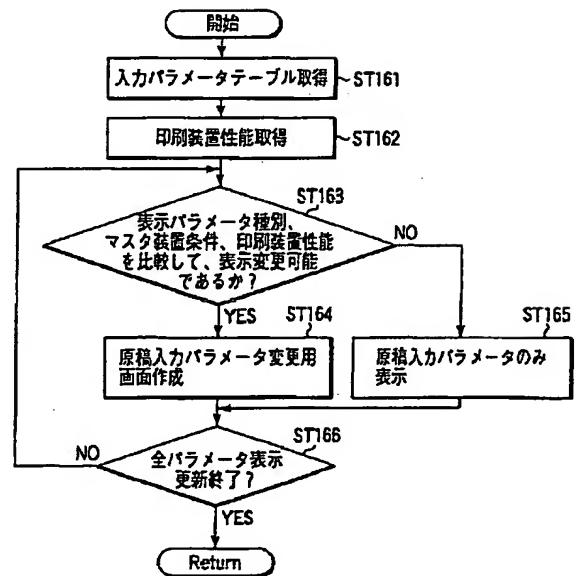 開始
入力パラメータテーブル取得
ST161
印刷装置性能取得
ST162
ST163
表示パラメータ種別、
マスタ装置条件、印刷装置性能
を比較して、表示変更可能
であるか?
NO
YES
ST164
ST165
原稿入力パラメータ変更用
画面作成
原稿入力パラメータのみ
表示
ST166
NO
全パラメータ表示
更新終了?
YES
Return